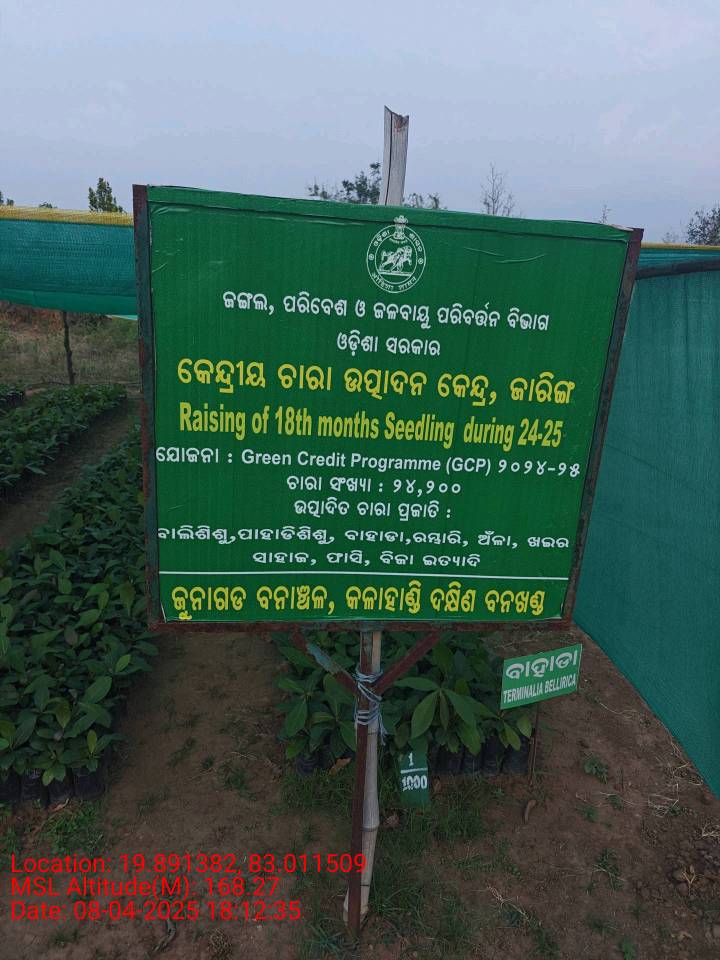 ଜଙ୍ଗଲ, ପରିବେଶ ଓ ଜଳବାୟୁ ପରିବର୍ତ୍ତନ ବିଭାଗ
ଓଡ଼ିଶା ସରକାର
କେନ୍ଦ୍ରୀୟ ଚାରା ଉତ୍ପାଦନ କେନ୍ଦ୍ର, ଜାରିଙ୍ଗ
Raising of 18th months Seedling during 24-25
ଯୋଜନା : Green Credit Programme (GCP) ୨୦୨୪-୨୫
ଚାରା ସଂଖ୍ୟା : ୨୪,୨୦୦
ଉତ୍ପାଦିତ ଚାରା ପ୍ରଜାତି :
ବାଲିଶିଶୁ,ପାହାଡିଶିଶୁ, ବାହାଡା,ଗମ୍ଭାରି, ଅଁଳା, ଖଇର
ସାହାଜ, ଫାସି, ବିଜା ଇତ୍ୟାଦି
ଜୁନାଗଡ ବନାଞ୍ଚଳ, କଳାହାଣ୍ଡି ଦକ୍ଷିଣ ବନଖଣ୍ଡ
ବାହାଡା
TERMINALIA BELLIRICA
1
1000
Location: 19.891382, 83.011509
MSL Altitude(M). 168.27
Date: 08-04-2025 18:12:35